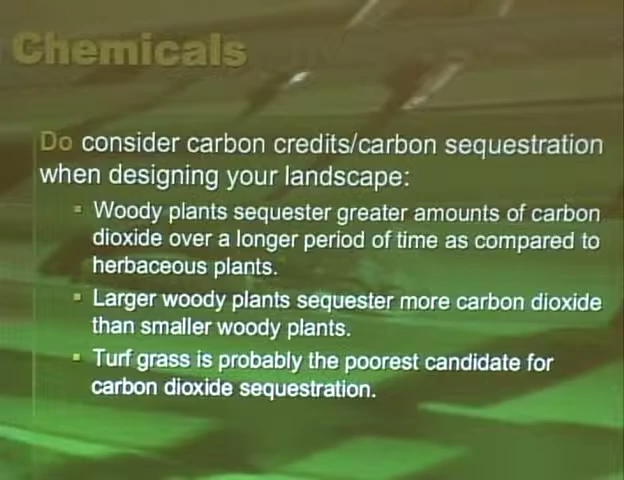 Chemicals
Do consider carbon credits/carbon sequestration
when designing your landscape:
Woody plants sequester greater amounts of carbon
dioxide over a longer period of time as compared to
herbaceous plants.
Larger woody plants sequester more carbon dioxide
than smaller woody plants.
Turf grass is probably the poorest candidate for
carbon dioxide sequestration.